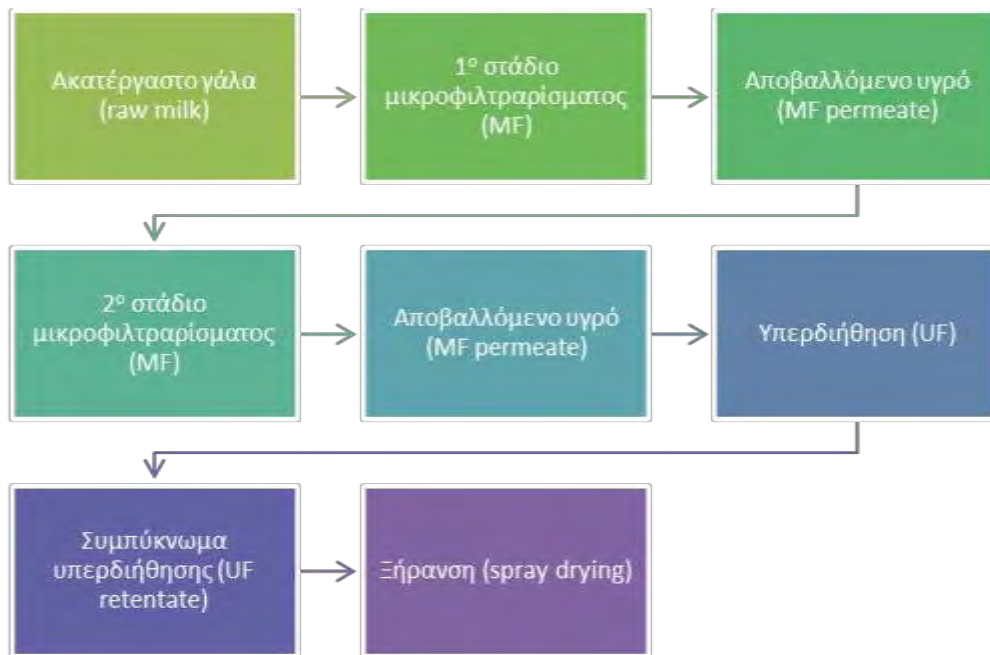 Ακατέργαστο γάλα
(raw milk)
1ο στάδιο
μικροφιλτραρίσματος
(MF)
Αποβαλλόμενο υγρό
(MF permeate)
2ο στάδιο
μικροφιλτραρίσματος
(MF)
Αποβαλλόμενο υγρό
(MF permeate)
Υπερδιήθηση (UF)
Συμπύκνωμα
υπερδιήθησης (UF
retentate)
Ξήρανση (spray drying)